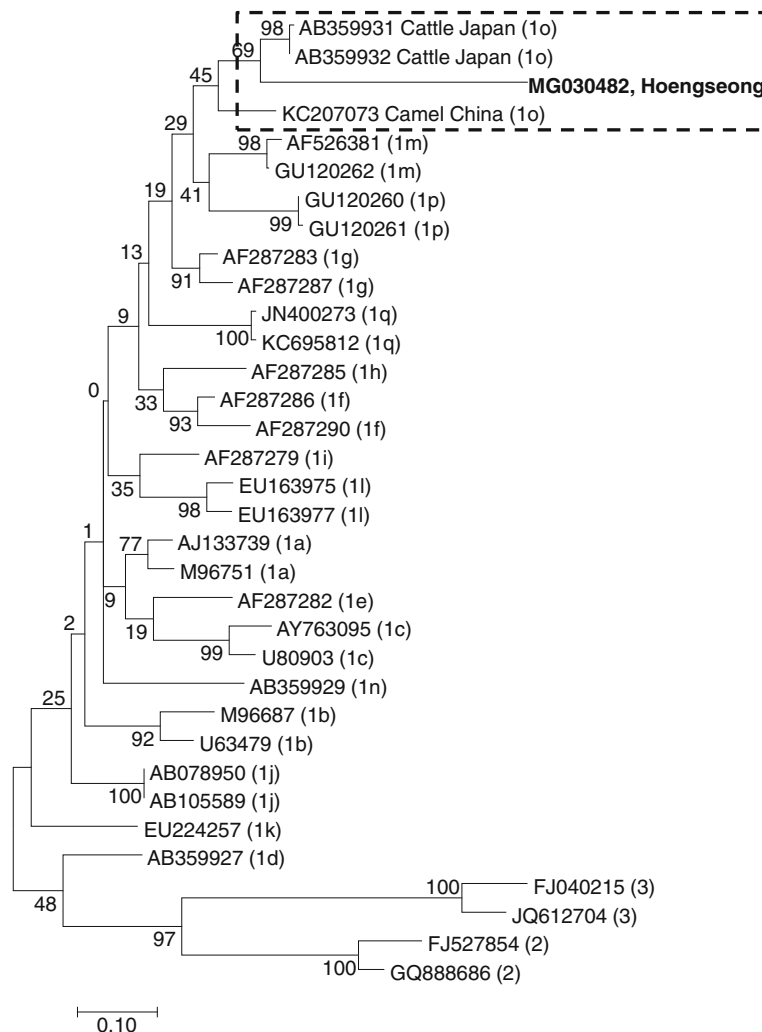 98 AB359931 Cattle Japan (1o)
69 AB359932 Cattle Japan (1o)
45 MG030482, Hoengseong
KC207073 Camel China (1o)
29 98 AF526381 (1m)
GU120262 (1m)
19 41 GU120260 (1p)
99 GU120261 (1p)
13 AF287283 (1g)
91 AF287287 (1g)
9 JN400273 (1q)
100 KC695812 (1q)
AF287285 (1h)
0 33 AF287286 (1f)
93 AF287290 (1f)
AF287279 (1i)
35 EU163975 (1l)
98 EU163977 (1l)
1 77 AJ133739 (1a)
M96751 (1a)
9 AF287282 (1e)
2 19 AY763095 (1c)
99 U80903 (1c)
AB359929 (1n)
25 M96687 (1b)
92 U63479 (1b)
AB078950 (1j)
100 AB105589 (1j)
EU224257 (1k)
AB359927 (1d)
48 100 FJ040215 (3)
JQ612704 (3)
97 FJ527854 (2)
100 GQ888686 (2)
0.10